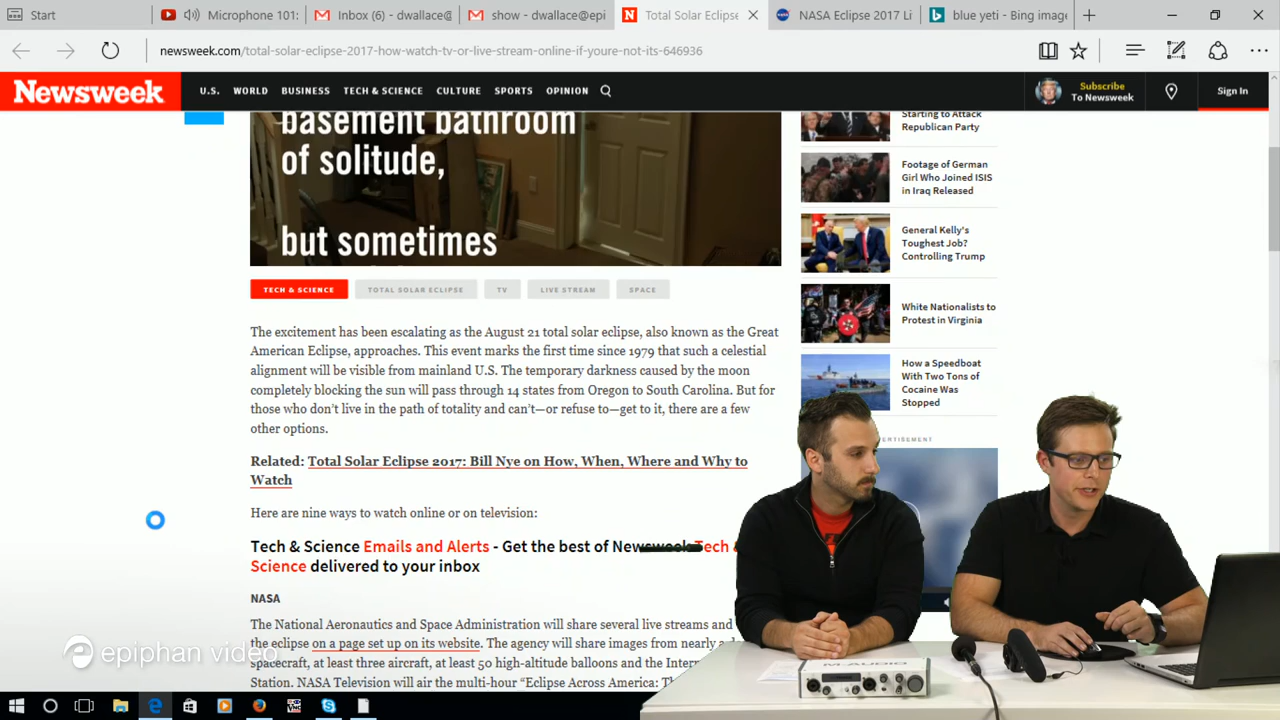 Start
Microphone 101:
Inbox (6) - dwallace@
show - dwallace@epi
N Total Solar Eclipse
NASA Eclipse 2017 Li
blue yeti - Bing image
newsweek.com/total-solar-eclipse-2017-how-watch-tv-or-live-stream-online-if-youre-not-its-646936
Newsweek
U.S. WORLD BUSINESS TECH & SCIENCE CULTURE SPORTS OPINION
Subscribe
To Newsweek
Sign In
basement bathroom
of solitude,
but sometimes
TECH & SCIENCE TOTAL SOLAR ECLIPSE TV LIVE STREAM SPACE
The excitement has been escalating as the August 21 total solar eclipse, also known as the Great
American Eclipse, approaches. This event marks the first time since 1979 that such a celestial
alignment will be visible from mainland U.S. The temporary darkness caused by the moon
completely blocking the sun will pass through 14 states from Oregon to South Carolina. But for
those who don't live in the path of totality and can't—or refuse to—get to it, there are a few
other options.
Related: Total Solar Eclipse 2017: Bill Nye on How, When, Where and Why to
Watch
Here are nine ways to watch online or on television:
Tech & Science Emails and Alerts - Get the best of Newsweek Tech &
Science delivered to your inbox
NASA
The National Aeronautics and Space Administration will share several live streams and
the eclipse on a page set up on its website. The agency will share images from nearly a
spacecraft, at least three aircraft, at least 50 high-altitude balloons and the Intern
Station. NASA Television will air the multi-hour “Eclipse Across America: Th
Starting to Attack
Republican Party
Footage of German
Girl Who Joined ISIS
in Iraq Released
General Kelly's
Toughest Job?
Controlling Trump
White Nationalists to
Protest in Virginia
How a Speedboat
With Two Tons of
Cocaine Was
Stopped
ERTISEMENT
epiphan video
M-AUDIO